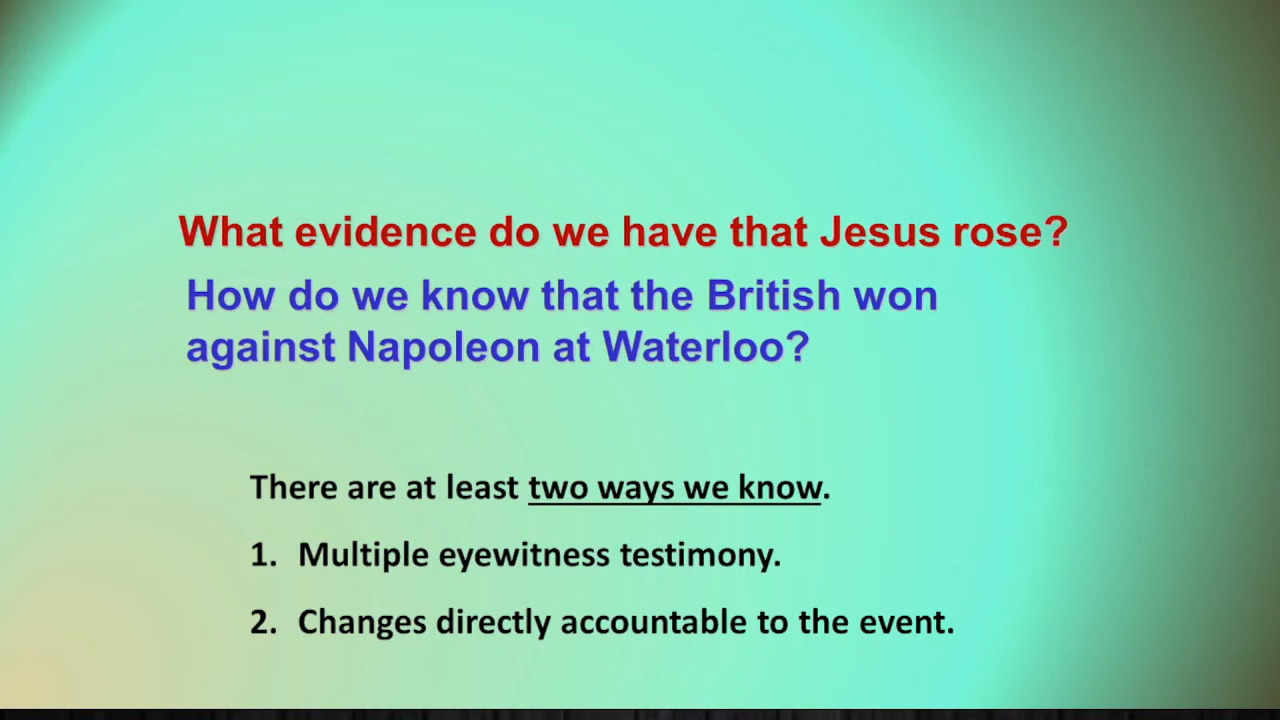 What evidence do we have that Jesus rose?
How do we know that the British won
against Napoleon at Waterloo?
There are at least two ways we know.
1. Multiple eyewitness testimony.
2. Changes directly accountable to the event.